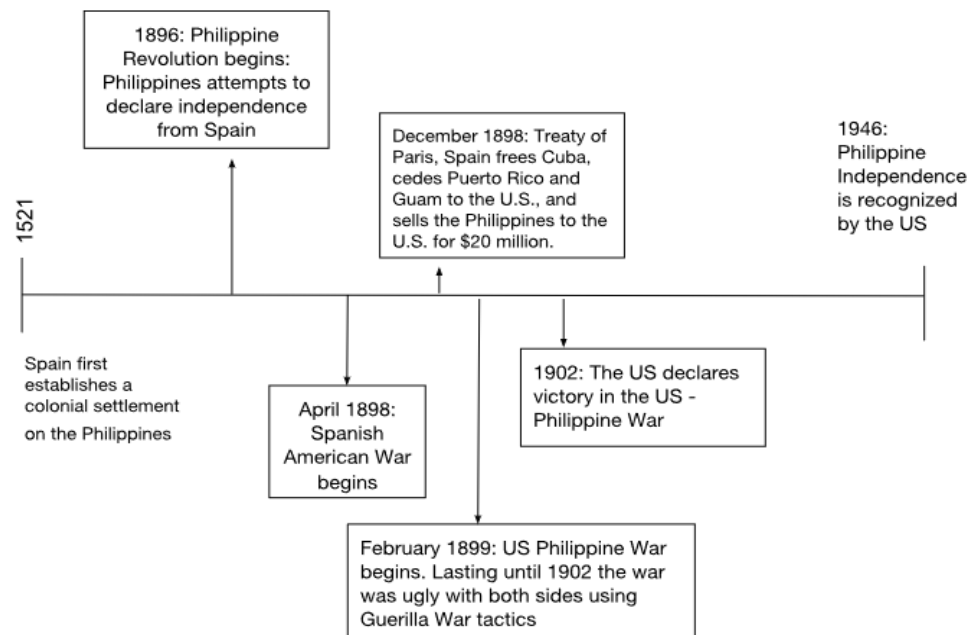 1896: Philippine
Revolution begins:
Philippines attempts to
declare independence
from Spain
December 1898: Treaty of
Paris, Spain frees Cuba,
cedes Puerto Rico and
Guam to the U.S., and
sells the Philippines to the
U.S. for $20 million.
1946:
Philippine
Independence
is recognized
by the US
1521
Spain first
establishes a
colonial settlement
on the Philippines
April 1898:
Spanish
American War
begins
1902: The US declares
victory in the US -
Philippine War
February 1899: US Philippine War
begins. Lasting until 1902 the war
was ugly with both sides using
Guerilla War tactics